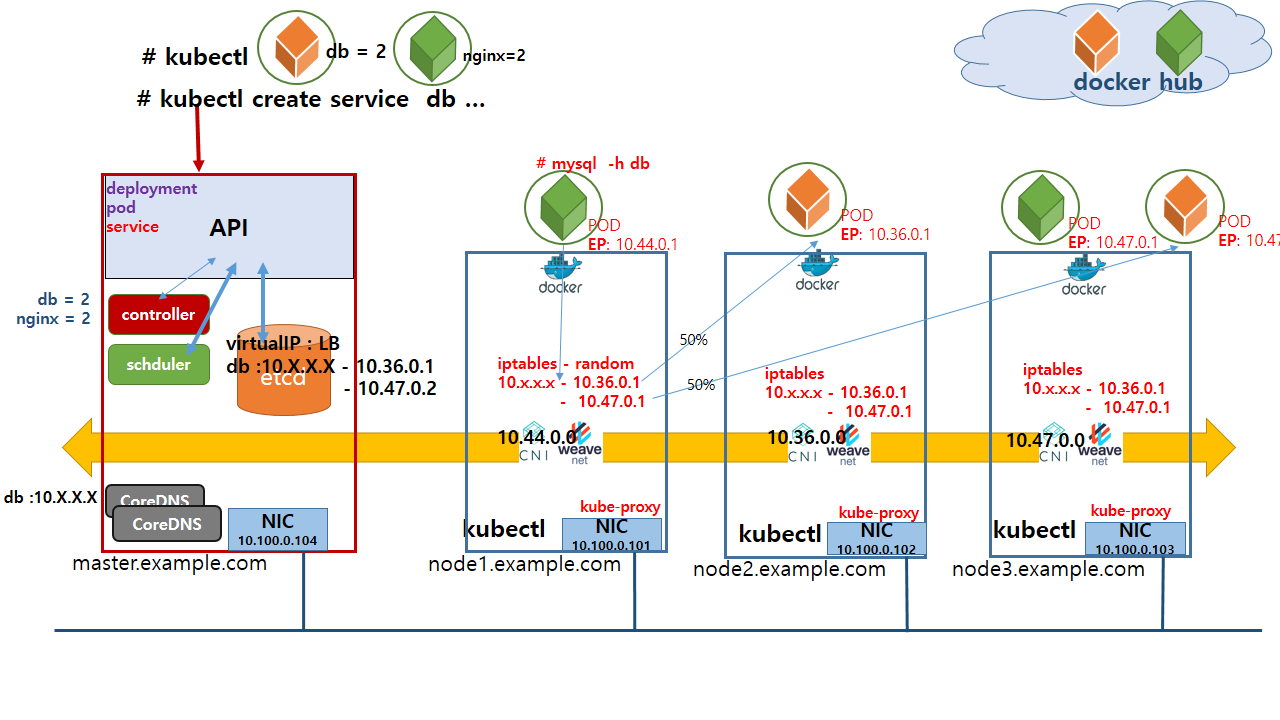 # kubectl db = 2 nginx=2
# kubectl create service db ...
docker hub
# mysql -h db
POD
EP: 10.44.0.1
POD
EP: 10.36.0.1
POD
EP: 10.47.0.1
POD
EP: 10.47
deployment
pod
service
API
db = 2
nginx = 2
controller
schduler
virtualIP : LB
db :10.X.X.X - 10.36.0.1
- 10.47.0.2
etcd
docker
docker
docker
50%
50%
iptables - random
10.x.x.x - 10.36.0.1
- 10.47.0.1
iptables
10.x.x.x - 10.36.0.1
- 10.47.0.1
iptables
10.x.x.x - 10.36.0.1
- 10.47.0.1
10.44.0.0
CNI
weave
net
10.36.0.0
CNI
weave
net
10.47.0.0
CNI
weave
net
db :10.X.X.X
CoreDNS
CoreDNS
NIC
10.100.0.104
kube-proxy
kubectl
NIC
10.100.0.101
kube-proxy
kubectl
NIC
10.100.0.102
kube-proxy
kubectl
NIC
10.100.0.103
master.example.com
node1.example.com
node2.example.com
node3.example.com